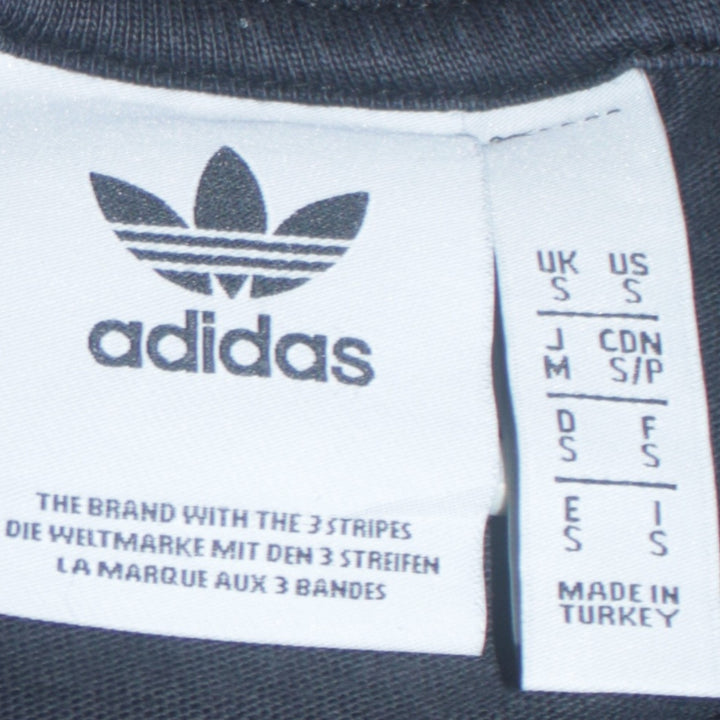 adidas
THE BRAND WITH THE 3 STRIPES
DIE WELTMARKE MIT DEN 3 STREIFEN
LA MARQUE AUX 3 BANDES
UK US
S S
J CDN
M S/P
D F
S S
E I
S S
MADE IN
TURKEY